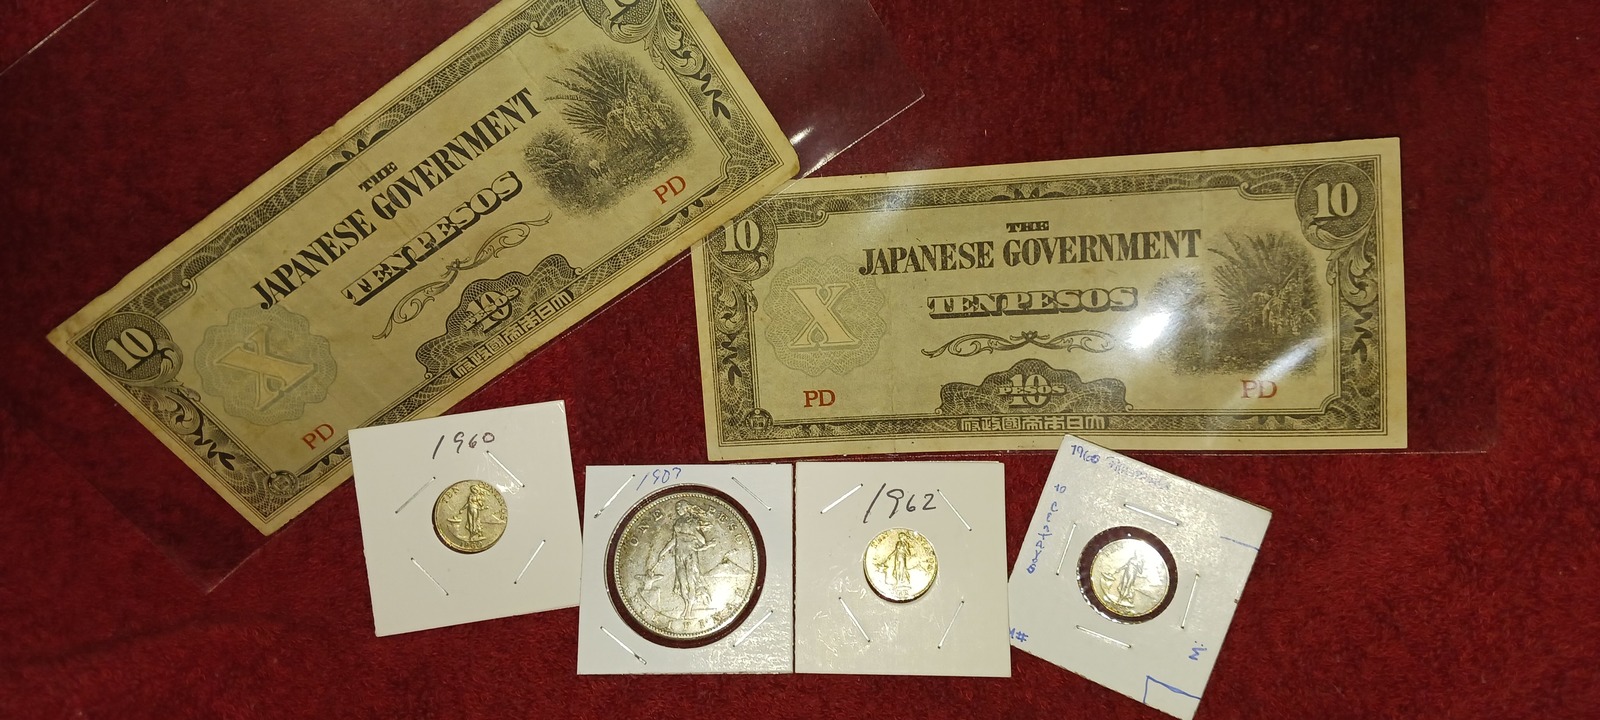 10
THE
JAPANESE GOVERNMENT
TEN PESOS
PD
10
X
PD
10
PESOS
府政國帝本日大
10
10
THE
JAPANESE GOVERNMENT
TEN PESOS
X
PD
PD
10
PESOS
府政國帝本日大
1960
1907
ONE PESO
1962
1960
M: